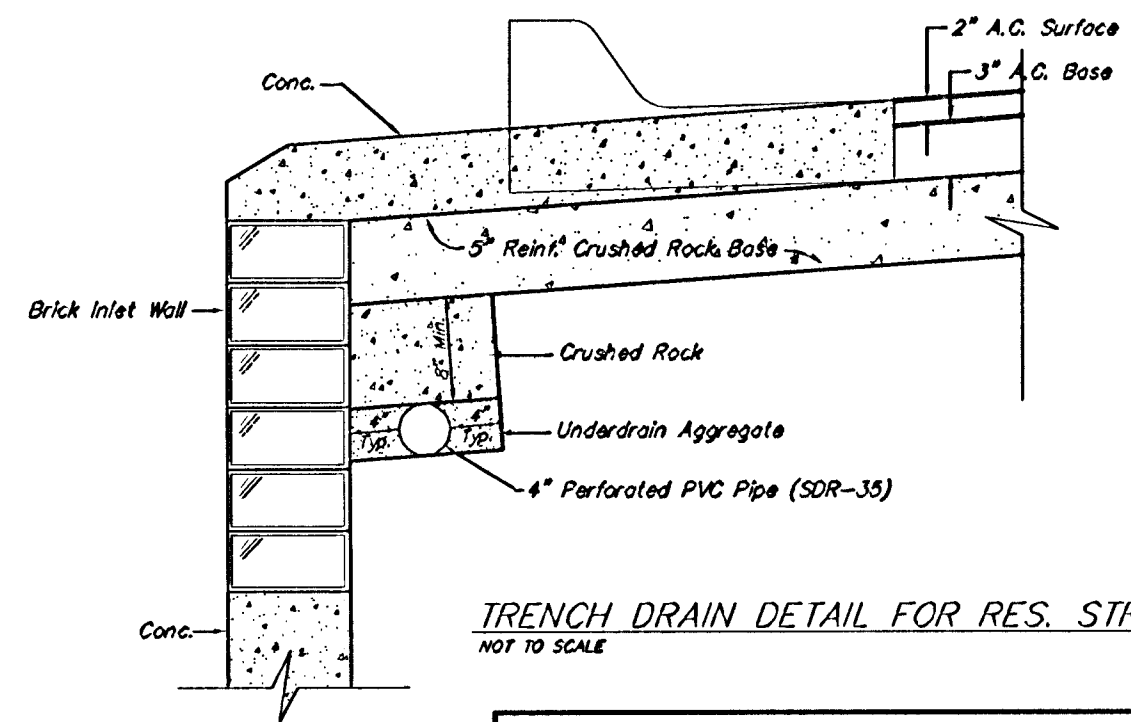 2" A.C. Surface
3" A.C. Base
Conc.
5" Reinf. Crushed Rock Base
Brick Inlet Wall
8" Min.
Crushed Rock
4" Typ.
4" Typ.
Underdrain Aggregate
4" Perforated PVC Pipe (SDR-35)
Conc.
TRENCH DRAIN DETAIL FOR RES.
NOT TO SCALE